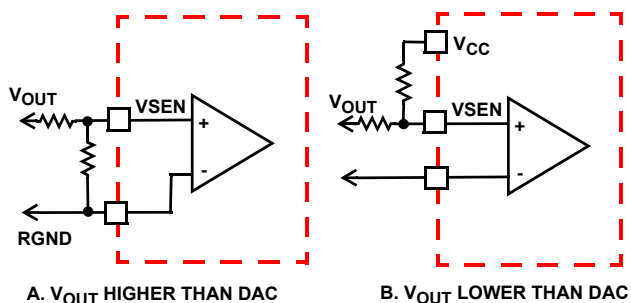 VOUT
VSEN
+
-
RGND
A. VOUT HIGHER THAN DAC
VCC
VOUT
VSEN
+
-
B. VOUT LOWER THAN DAC